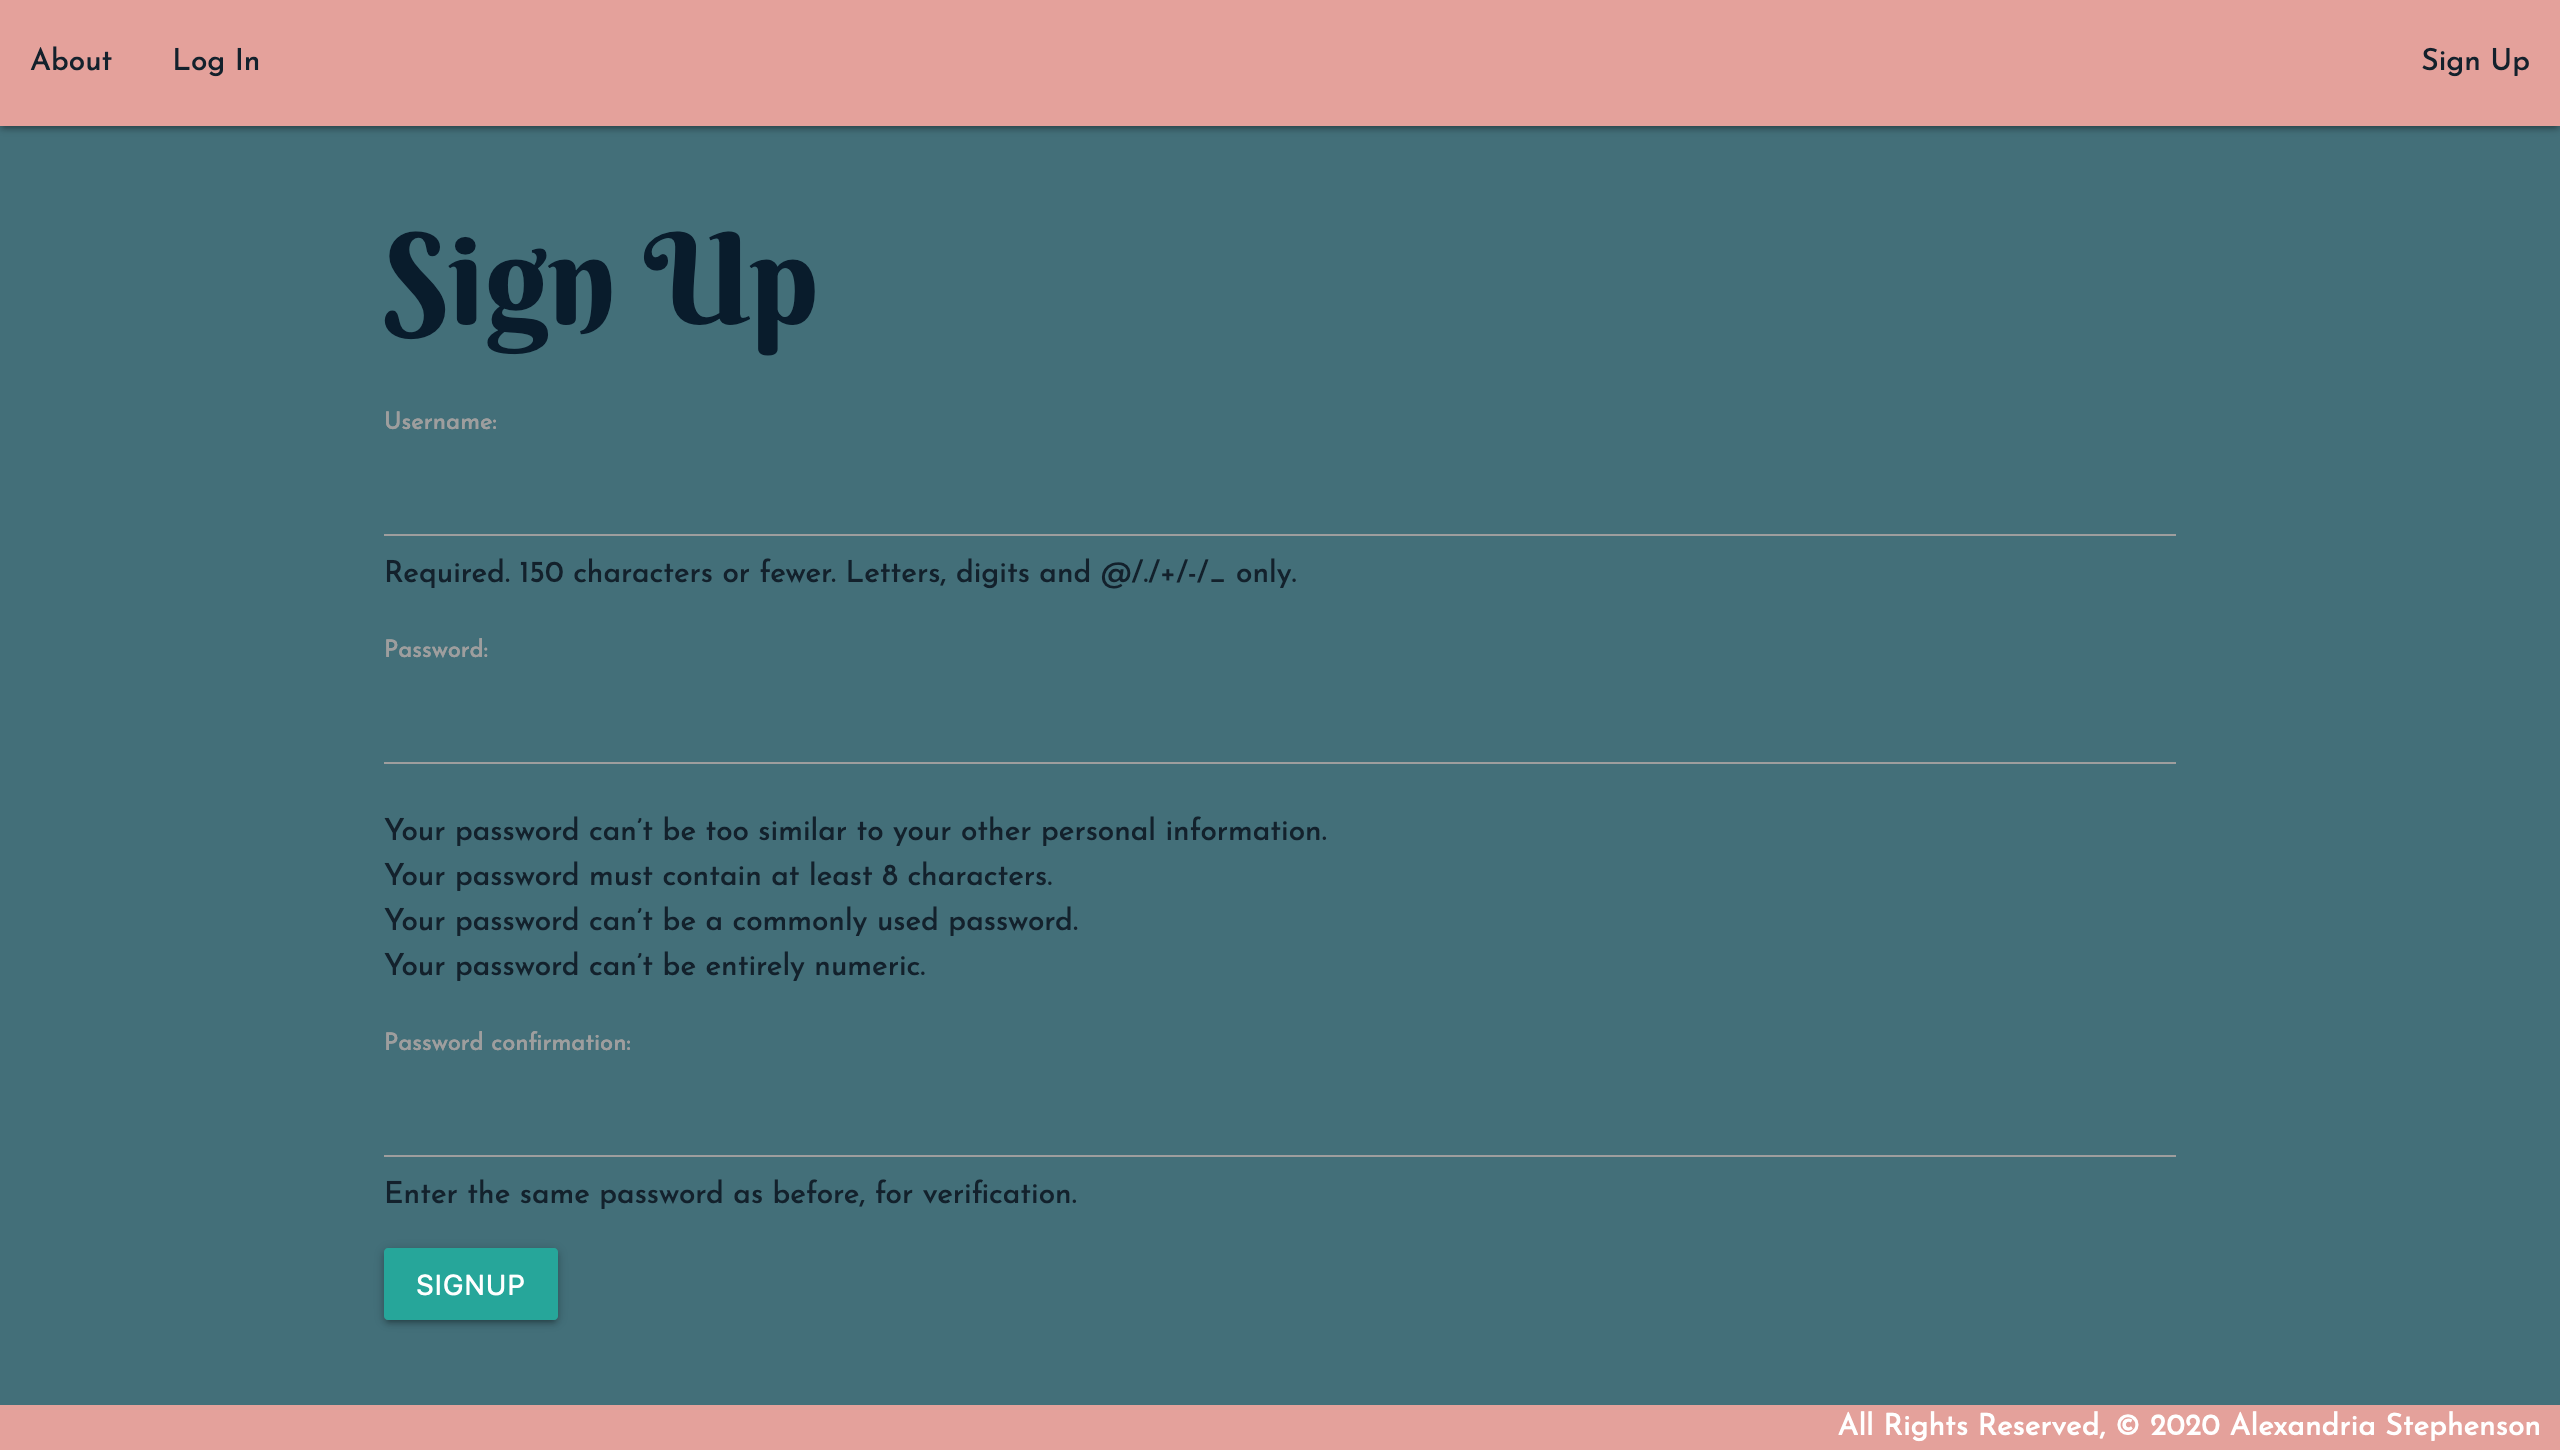 About
Log In
Sign Up
Sign Up
Username:
Required. 150 characters or fewer. Letters, digits and @/./+/-/_ only.
Password:
Your password can’t be too similar to your other personal information.
Your password must contain at least 8 characters.
Your password can’t be a commonly used password.
Your password can’t be entirely numeric.
Password confirmation:
Enter the same password as before, for verification.
SIGNUP
All Rights Reserved, © 2020 Alexandria Stephenson